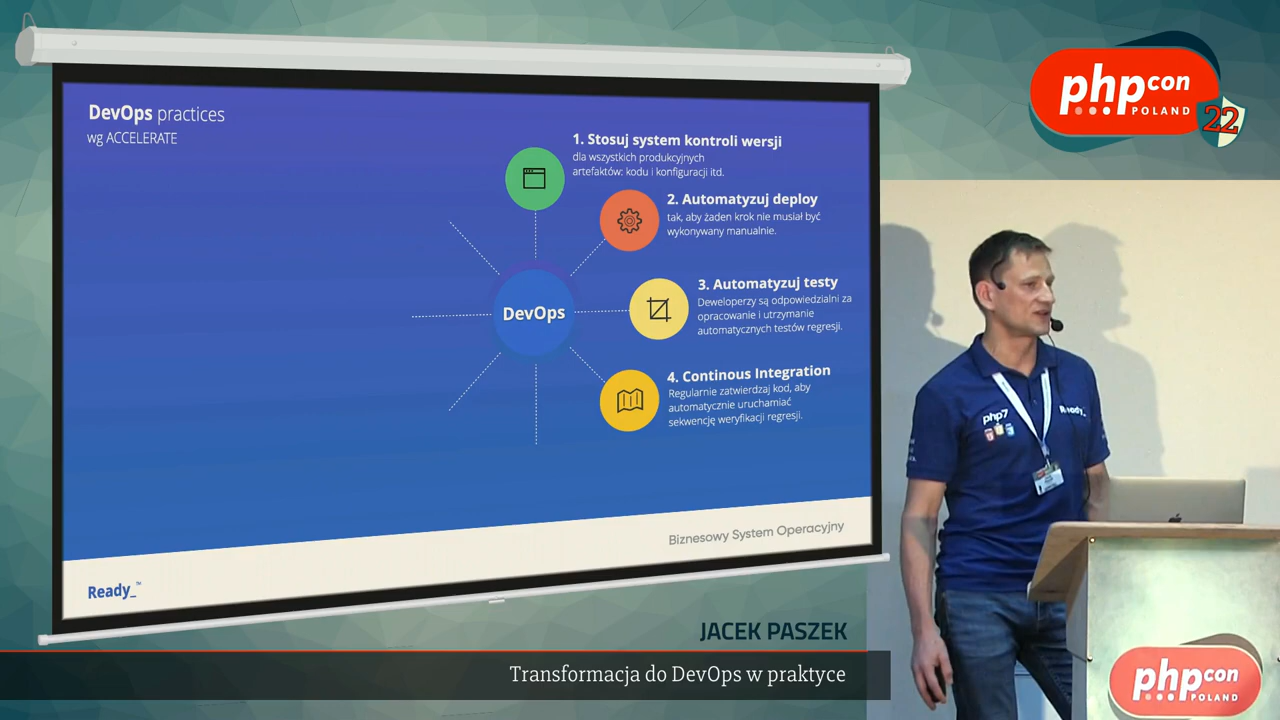 DevOps practices
wg ACCELERATE
1. Stosuj system kontroli wersji
dla wszystkich produkcyjnych
artefaktów: kodu i konfiguracji itd.
2. Automatyzuj deploy
tak, aby żaden krok nie musiał być
wykonywany manualnie.
3. Automatyzuj testy
Deweloperzy są odpowiedzialni za
opracowanie i utrzymanie
automatycznych testów regresji.
4. Continous Integration
Regularnie zatwierdzaj kod, aby
automatycznie uruchamiać
sekwencję weryfikacji regresji.
DevOps
Biznesowy System Operacyjny
Ready_™
JACEK PASZEK
Transformacja do DevOps w praktyce
phpcon
POLAND
22
php7
Ready_
phpcon
POLAND